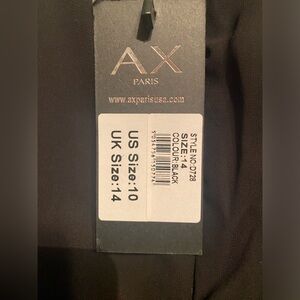 AX
PARIS
www.axparisusa.com
US Size:10
UK Size:14
STYLE NO:D728
SIZE:14
COLOUR:BLACK